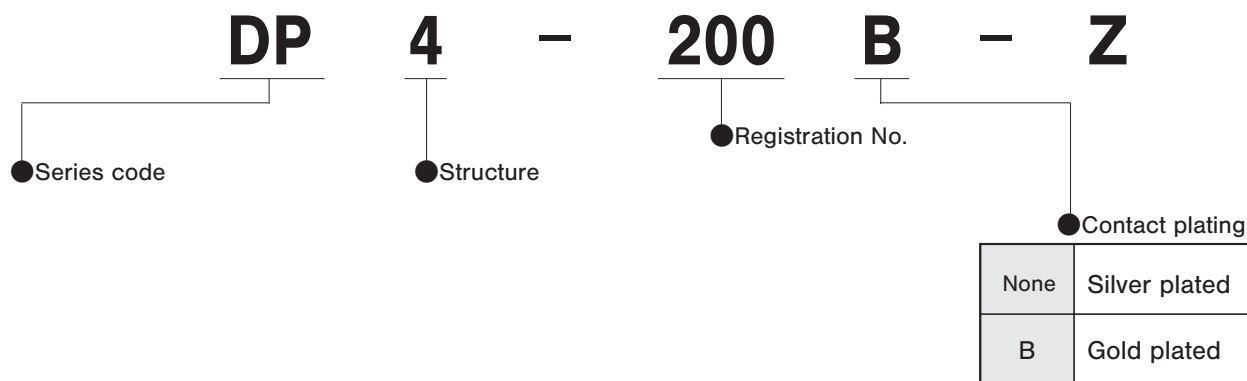 DP 4 – 200 B – Z
Registration No.
Series code
Structure
Contact plating
None Silver plated
B Gold plated